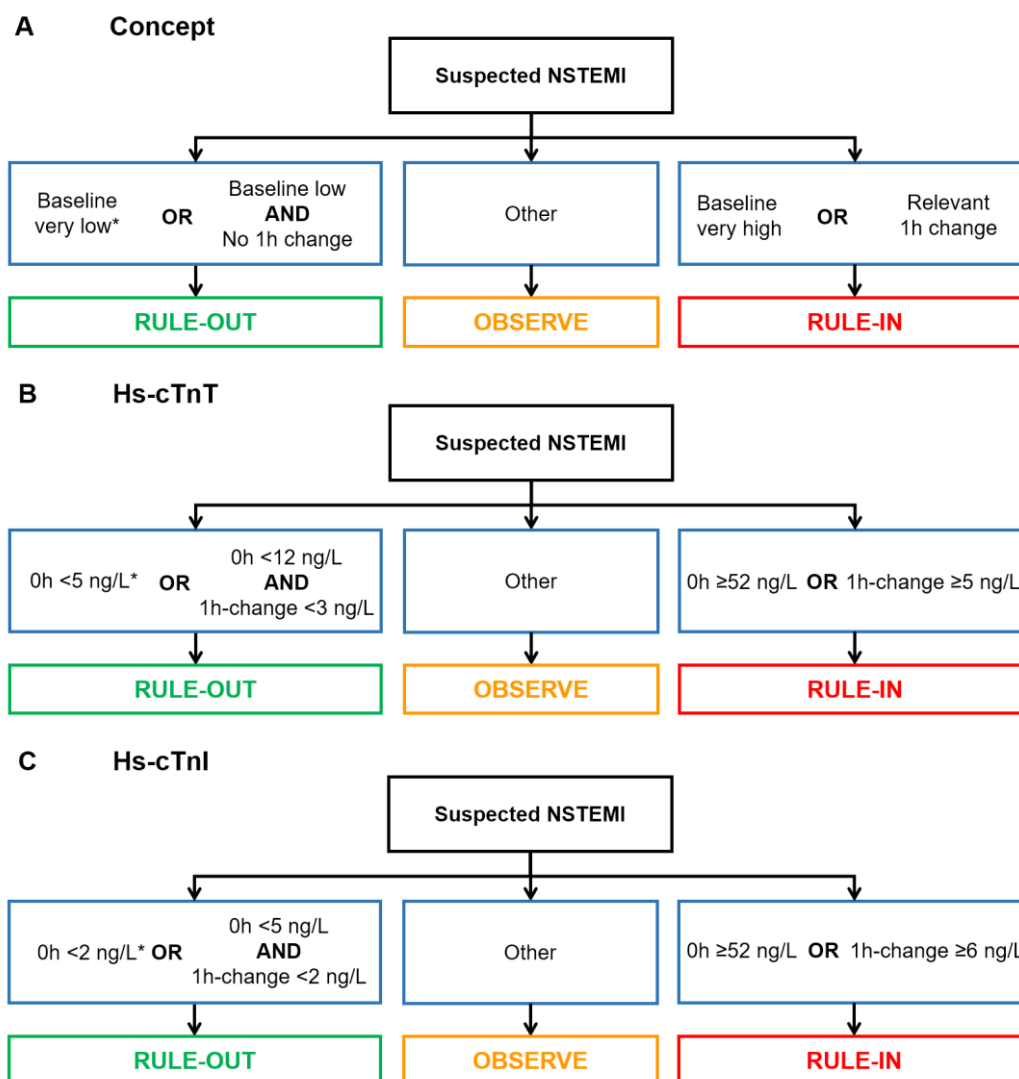 A Concept
Suspected NSTEMI
Baseline
very low*
OR
Baseline low
AND
No 1h change
Other
Baseline
very high
OR
Relevant
1h change
RULE-OUT
OBSERVE
RULE-IN
B Hs-cTnT
Suspected NSTEMI
0h <5 ng/L*
OR
0h <12 ng/L
AND
1h-change <3 ng/L
Other
0h ≥52 ng/L OR 1h-change ≥5 ng/L
RULE-OUT
OBSERVE
RULE-IN
C Hs-cTnI
Suspected NSTEMI
0h <2 ng/L* OR
0h <5 ng/L
AND
1h-change <2 ng/L
Other
0h ≥52 ng/L OR 1h-change ≥6 ng/L
RULE-OUT
OBSERVE
RULE-IN